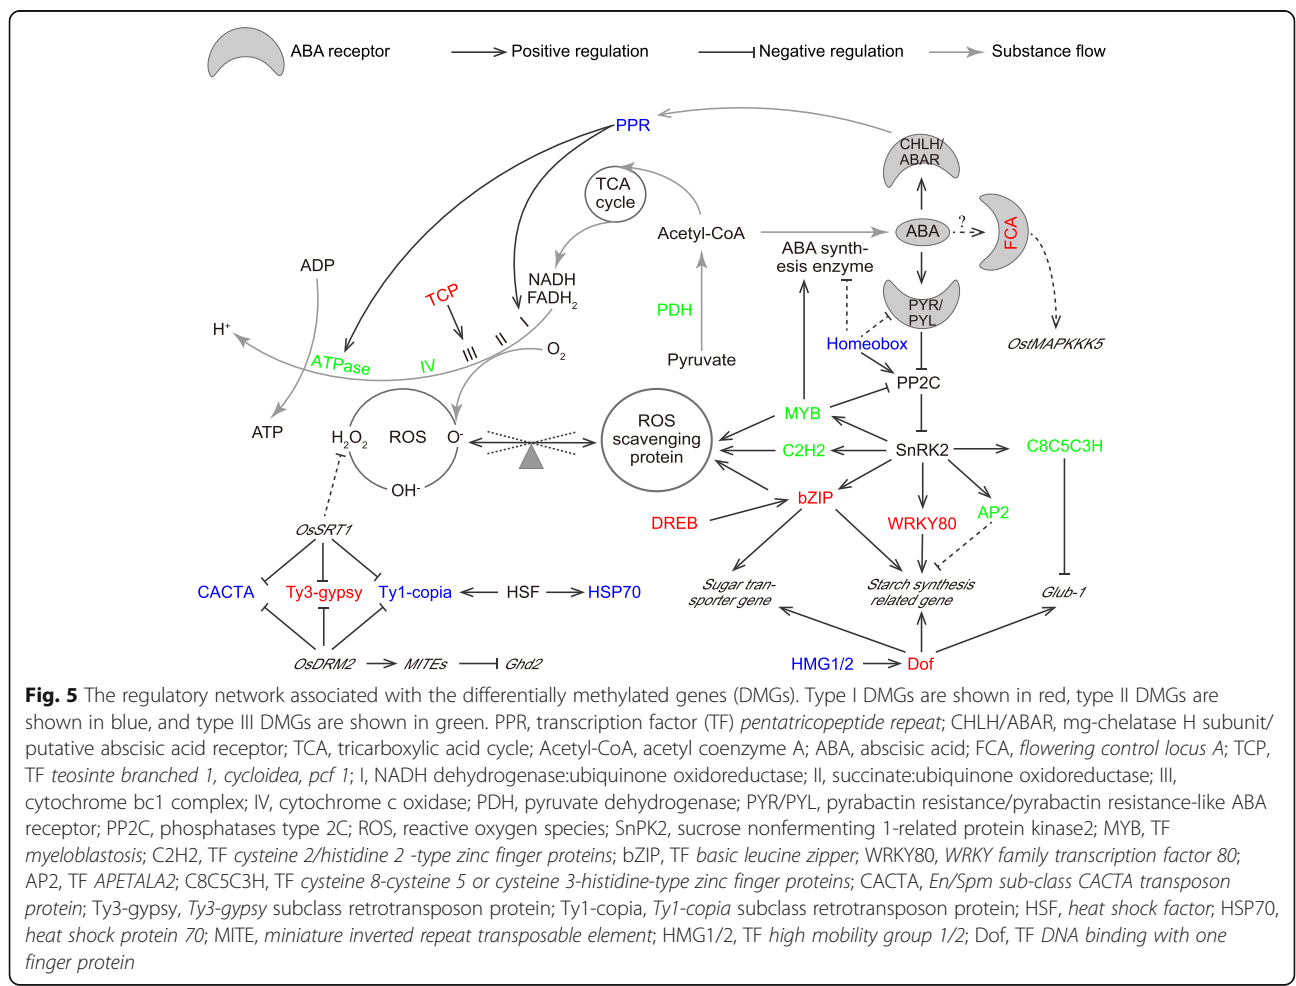 ABA receptor
Positive regulation
Negative regulation
Substance flow
PPR
CHLH/
ABAR
TCA
cycle
Acetyl-CoA
ABA
?
FCA
ABA synth-
esis enzyme
ADP
NADH
FADH2
TCP
PDH
PYR/
PYL
H+
I
II
III
IV
ATPase
O2
Pyruvate
Homeobox
OstMAPKKK5
PP2C
ATP
H2O2
ROS
O-
OH-
ROS
scavenging
protein
MYB
C2H2
SnRK2
C8C5C3H
bZIP
DREB
WRKY80
AP2
OsSRT1
CACTA
Ty3-gypsy
Ty1-copia
HSF
HSP70
Sugar tran-
sporter gene
Starch synthesis
related gene
Glub-1
OsDRM2
MITEs
Ghd2
HMG1/2
Dof
Fig. 5 The regulatory network associated with the differentially methylated genes (DMGs). Type I DMGs are shown in red, type II DMGs are
shown in blue, and type III DMGs are shown in green. PPR, transcription factor (TF) pentatricopeptide repeat; CHLH/ABAR, mg-chelatase H subunit/
putative abscisic acid receptor; TCA, tricarboxylic acid cycle; Acetyl-CoA, acetyl coenzyme A; ABA, abscisic acid; FCA, flowering control locus A; TCP,
TF teosinte branched 1, cycloidea, pcf 1; I, NADH dehydrogenase:ubiquinone oxidoreductase; II, succinate:ubiquinone oxidoreductase; III,
cytochrome bc1 complex; IV, cytochrome c oxidase; PDH, pyruvate dehydrogenase; PYR/PYL, pyrabactin resistance/pyrabactin resistance-like ABA
receptor; PP2C, phosphatases type 2C; ROS, reactive oxygen species; SnPK2, sucrose nonfermenting 1-related protein kinase2; MYB, TF
myeloblastosis; C2H2, TF cysteine 2/histidine 2 -type zinc finger proteins; bZIP, TF basic leucine zipper; WRKY80, WRKY family transcription factor 80;
AP2, TF APETALA2; C8C5C3H, TF cysteine 8-cysteine 5 or cysteine 3-histidine-type zinc finger proteins; CACTA, En/Spm sub-class CACTA transposon
protein; Ty3-gypsy, Ty3-gypsy subclass retrotransposon protein; Ty1-copia, Ty1-copia subclass retrotransposon protein; HSF, heat shock factor; HSP70,
heat shock protein 70; MITE, miniature inverted repeat transposable element; HMG1/2, TF high mobility group 1/2; Dof, TF DNA binding with one
finger protein